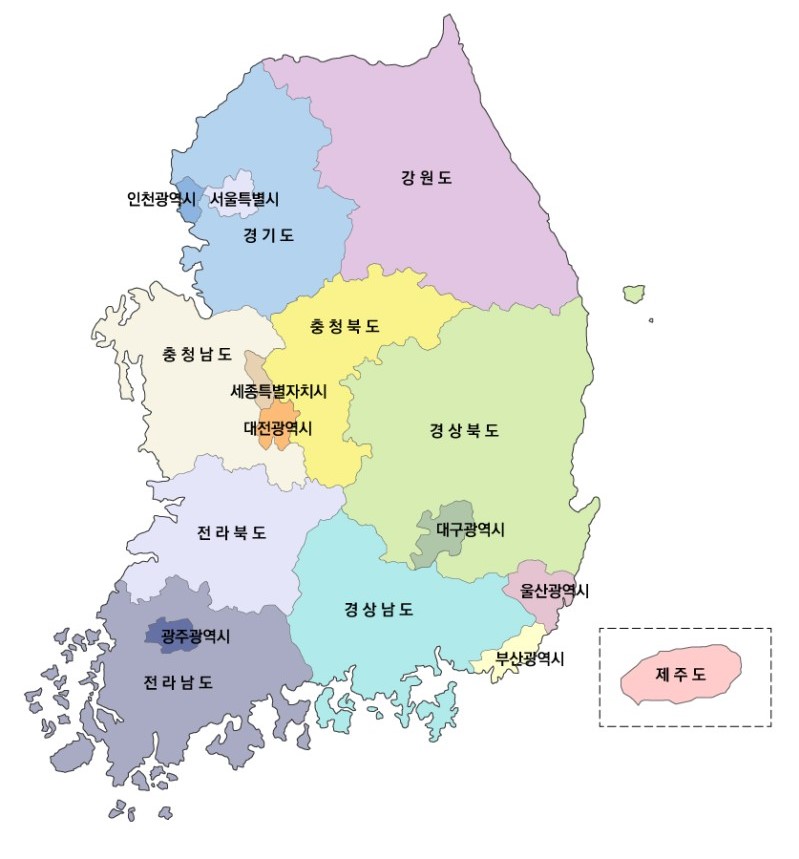 강원도
인천광역시
서울특별시
경기도
충청북도
충청남도
세종특별자치시
대전광역시
경상북도
전라북도
대구광역시
울산광역시
경상남도
광주광역시
부산광역시
전라남도
제주도